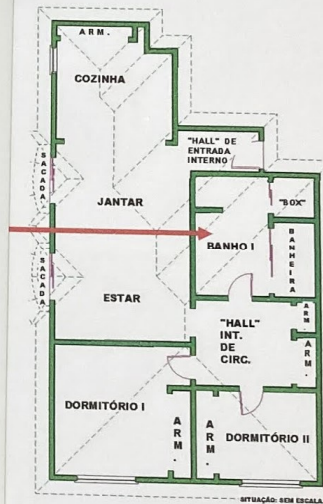 ARM.
COZINHA
"HALL" DE
ENTRADA
INTERNO
SACADA
JANTAR
"BOX"
BANHO I
BANHEIRA
SACADA
ESTAR
"HALL"
INT.
DE
CIRC.
ARM.
ARM.
DORMITÓRIO I
ARM.
ARM.
DORMITÓRIO II
SITUAÇÃO: SEM ESCALA